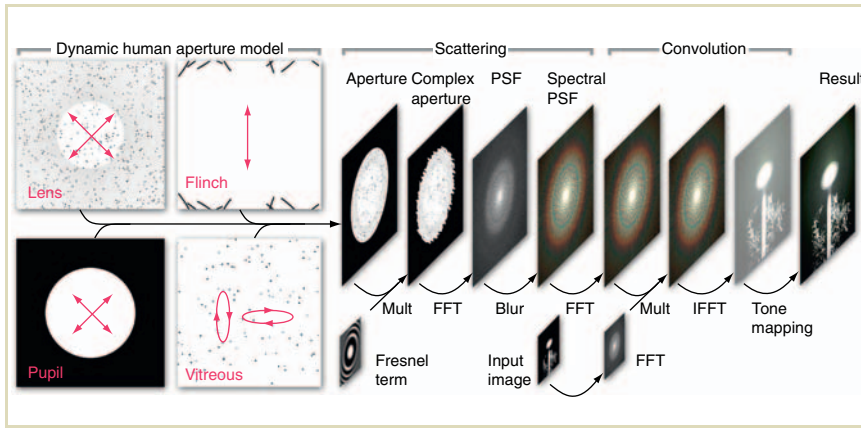 Dynamic human aperture model
Scattering
Convolution
Lens
Flinch
Pupil
Vitreous
Aperture
Complex
aperture
PSF
Spectral
PSF
Result
Mult
FFT
Blur
FFT
Mult
IFFT
Tone
mapping
Fresnel
term
Input
image
FFT